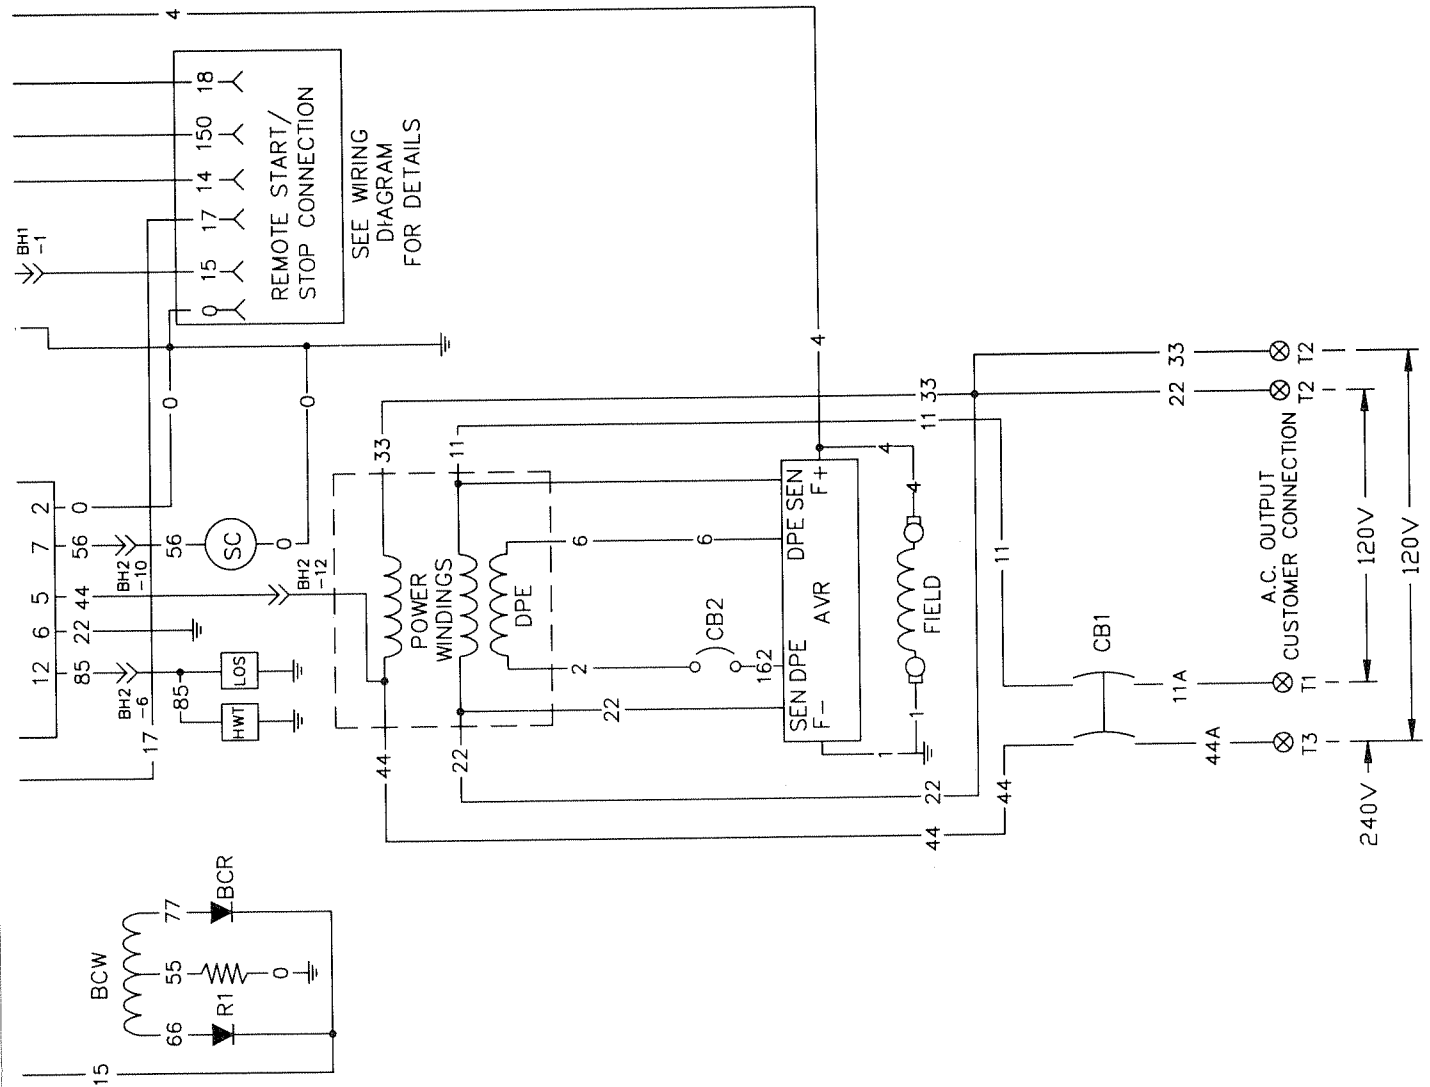 4
18
150
14
17
15
0
REMOTE START/
STOP CONNECTION
SEE WIRING
DIAGRAM
FOR DETAILS
BH1
-1
0
0
4
2
7
5
6
12
0
56
44
22
85
BH2
-10
BH2
-6
56
SC
0
BH2
-12
85
LOS
HWT
17
33
11
POWER
WINDINGS
DPE
44
22
6
6
2
CB2
162
22
DPE SEN
F+
AVR
SEN DPE
F-
4
4
FIELD
1
1
33
11
22
44
11
44
CB1
33
22
11A
44A
T2
T2
T1
T3
A.C. OUTPUT
CUSTOMER CONNECTION
120V
120V
240V
BCW
77
55
66
BCR
R1
0
15